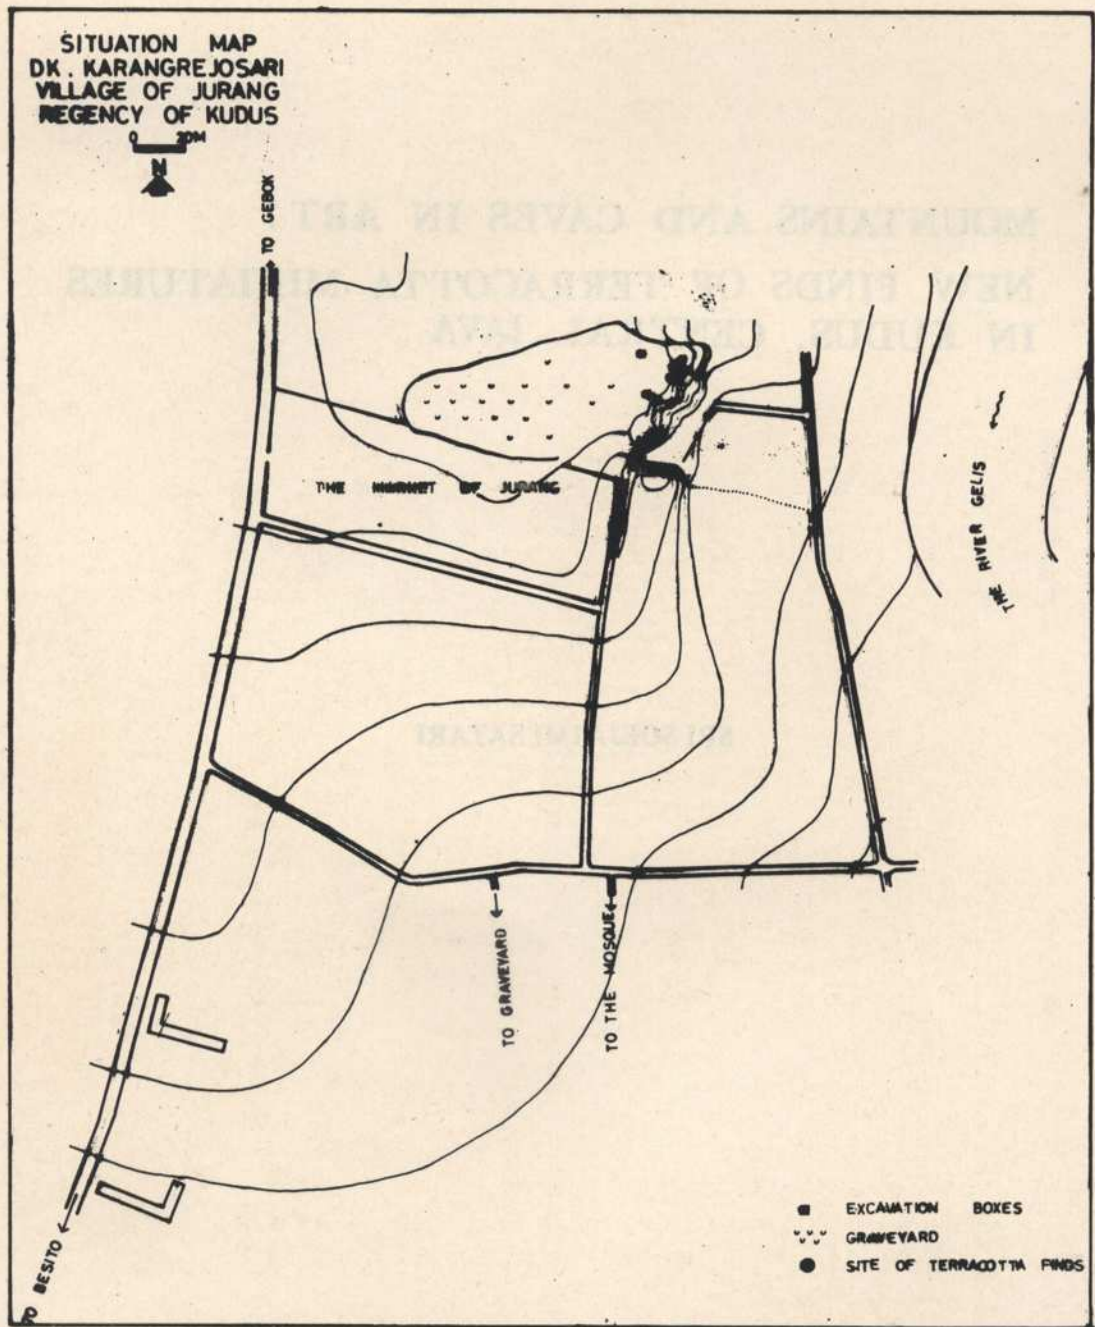 SITUATION MAP
DK. KARANGREJOSARI
VILLAGE OF JURANG
REGENCY OF KUDUS
0 20M
N
TO GEBOK
THE MARKET OF JURANG
THE RIVER GELIS
TO GRAVEYARD
TO THE MOSQUE
TO BESITO
EXCAVATION BOXES
GRAVEYARD
SITE OF TERRACOTTA FINDS
MOUNTAINS AND CAVES IN ART :
NEW FINDS OF TERRACOTTA MINIATURES
IN KUDUS, CENTRAL JAVA